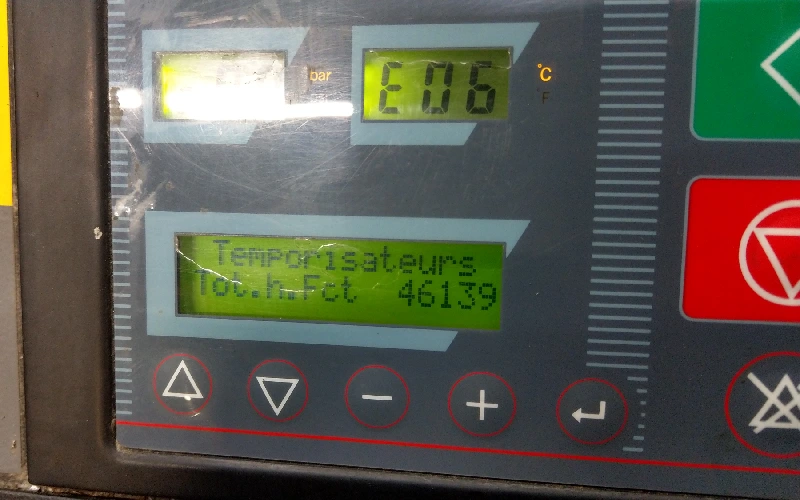 bar
E06
°C
°F
Temporisateurs
Tot.h.Fct 46139